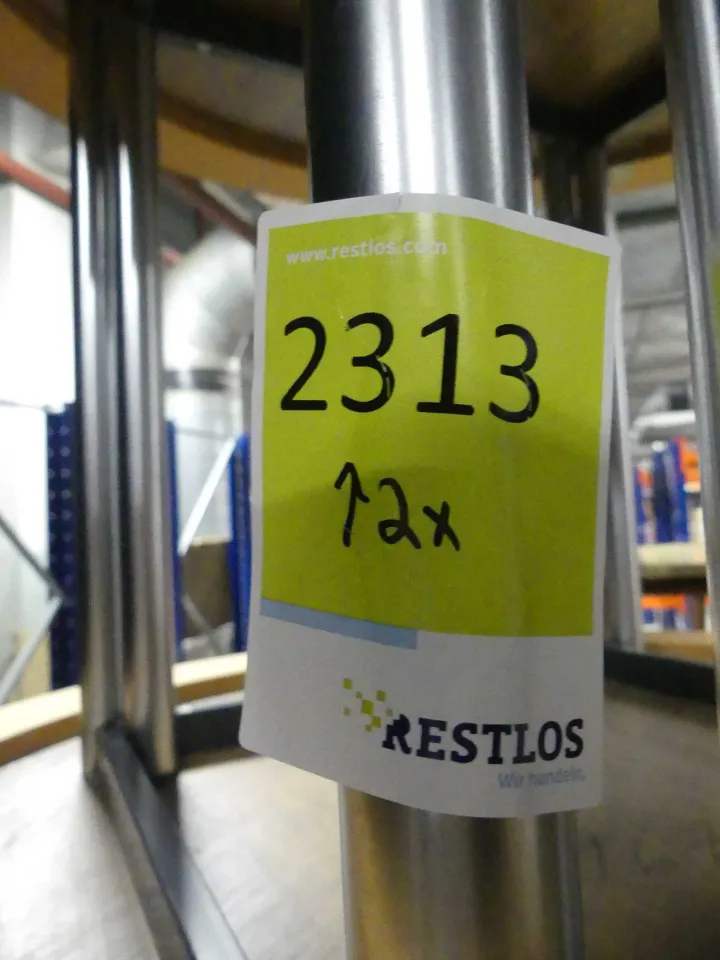 www.restlos.com
2313
↑2x
RESTLOS
Wir handeln.